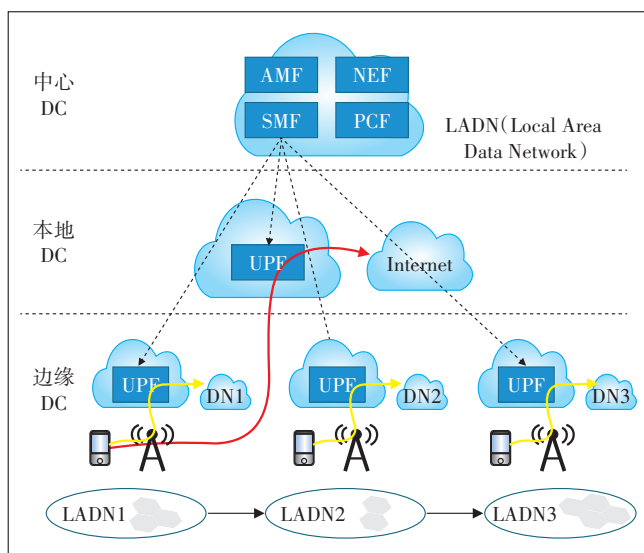 中心
DC
AMF
NEF
SMF
PCF
LADN(Local Area
Data Network)
本地
DC
UPF
Internet
边缘
DC
UPF
DN1
UPF
DN2
UPF
DN3
LADN1
LADN2
LADN3